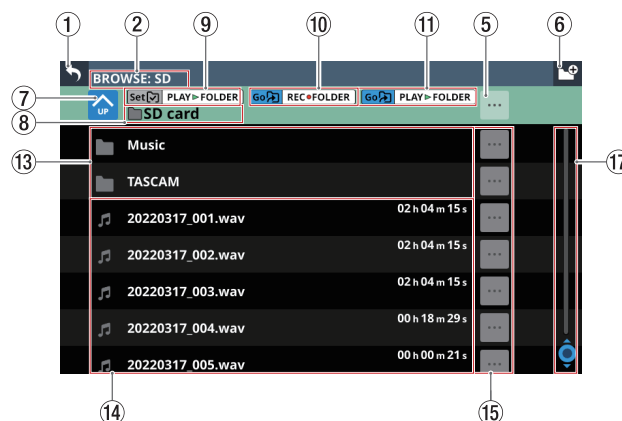 ① ② ⑨ ⑩ ⑪ ⑤ ⑥
BROWSE: SD
⑦ UP Set PLAY▶FOLDER Go REC●FOLDER Go PLAY▶FOLDER ...
⑧ SD card
⑬ Music ... ⑰
TASCAM ...
20220317_001.wav 02 h 04 m 15 s ...
20220317_002.wav 02 h 04 m 15 s ...
20220317_003.wav 02 h 04 m 15 s ...
20220317_004.wav 00 h 18 m 29 s ...
20220317_005.wav 00 h 00 m 21 s ...
⑭ ⑮